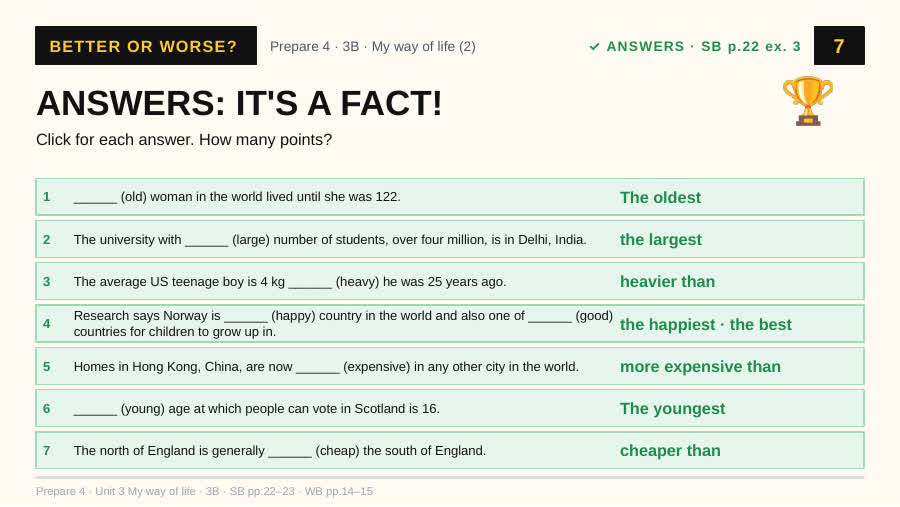 BETTER OR WORSE?
Prepare 4 · 3B · My way of life (2)
✓ ANSWERS · SB p.22 ex. 3
7
ANSWERS: IT'S A FACT!
Click for each answer. How many points?
1 ______ (old) woman in the world lived until she was 122. The oldest
2 The university with ______ (large) number of students, over four million, is in Delhi, India. the largest
3 The average US teenage boy is 4 kg ______ (heavy) he was 25 years ago. heavier than
4 Research says Norway is ______ (happy) country in the world and also one of ______ (good)
countries for children to grow up in. the happiest · the best
5 Homes in Hong Kong, China, are now ______ (expensive) in any other city in the world. more expensive than
6 ______ (young) age at which people can vote in Scotland is 16. The youngest
7 The north of England is generally ______ (cheap) the south of England. cheaper than
Prepare 4 · Unit 3 My way of life · 3B · SB pp.22–23 · WB pp.14–15